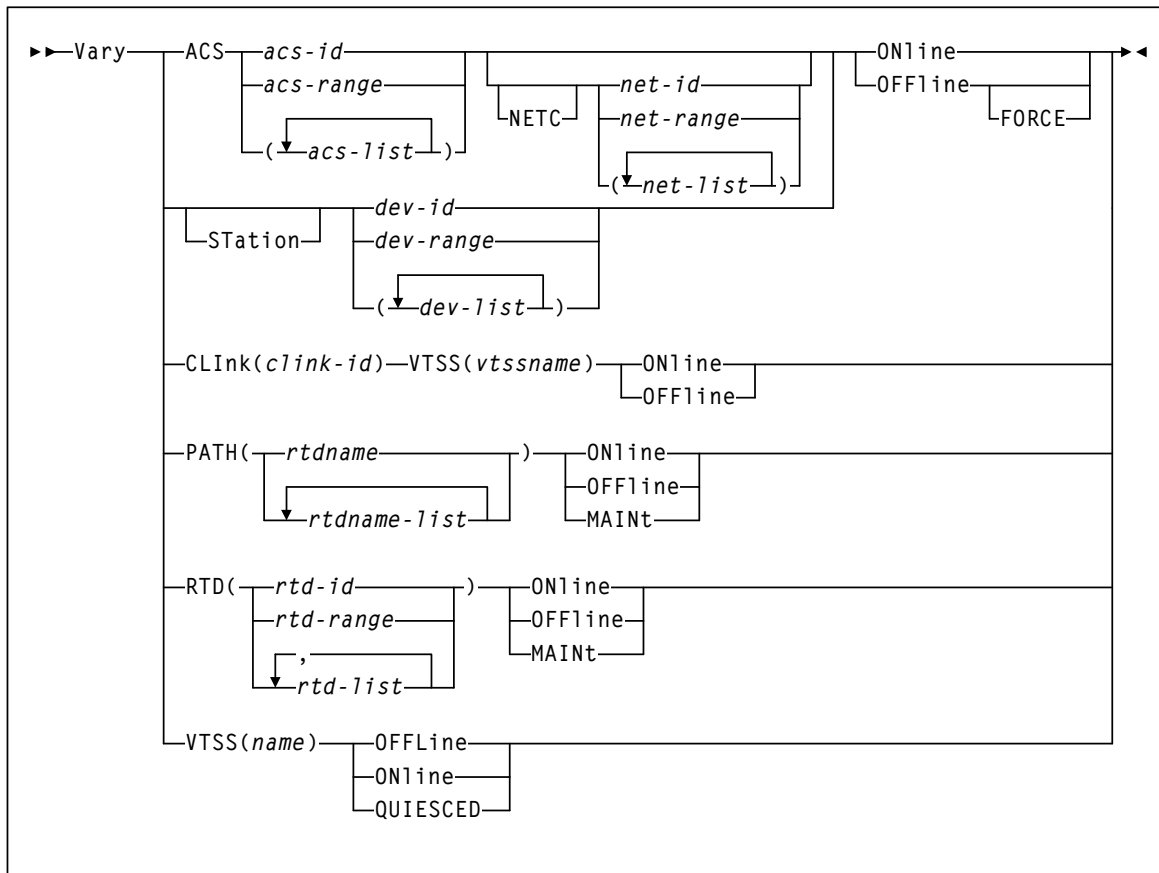 Vary ACS acs-id ONline
acs-range net-id OFFline
NETC net-range FORCE
( acs-list )
( net-list )
dev-id
STation dev-range
( dev-list )
CLInk(clink-id) VTSS(vtssname) ONline
OFFline
PATH( rtdname ) ONline
OFFline
rtdname-list MAINt
RTD( rtd-id ) ONline
rtd-range OFFline
, MAINt
rtd-list
VTSS(name) OFFLine
ONline
QUIESCED